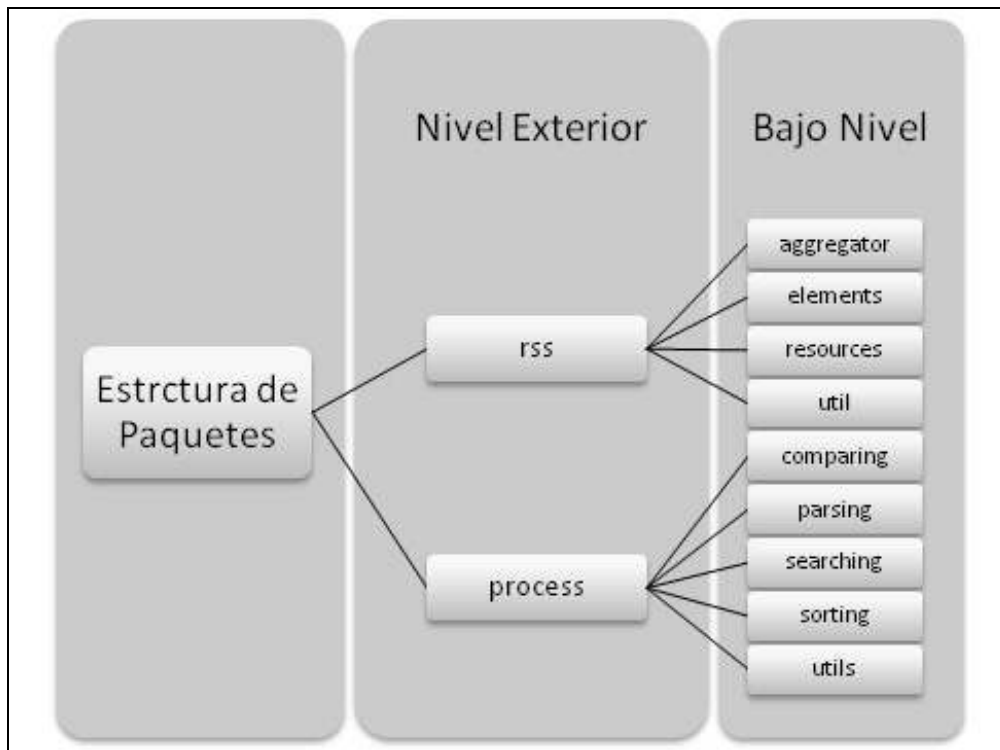 Nivel Exterior
Bajo Nivel
Estrctura de
Paquetes
rss
process
aggregator
elements
resources
util
comparing
parsing
searching
sorting
utils